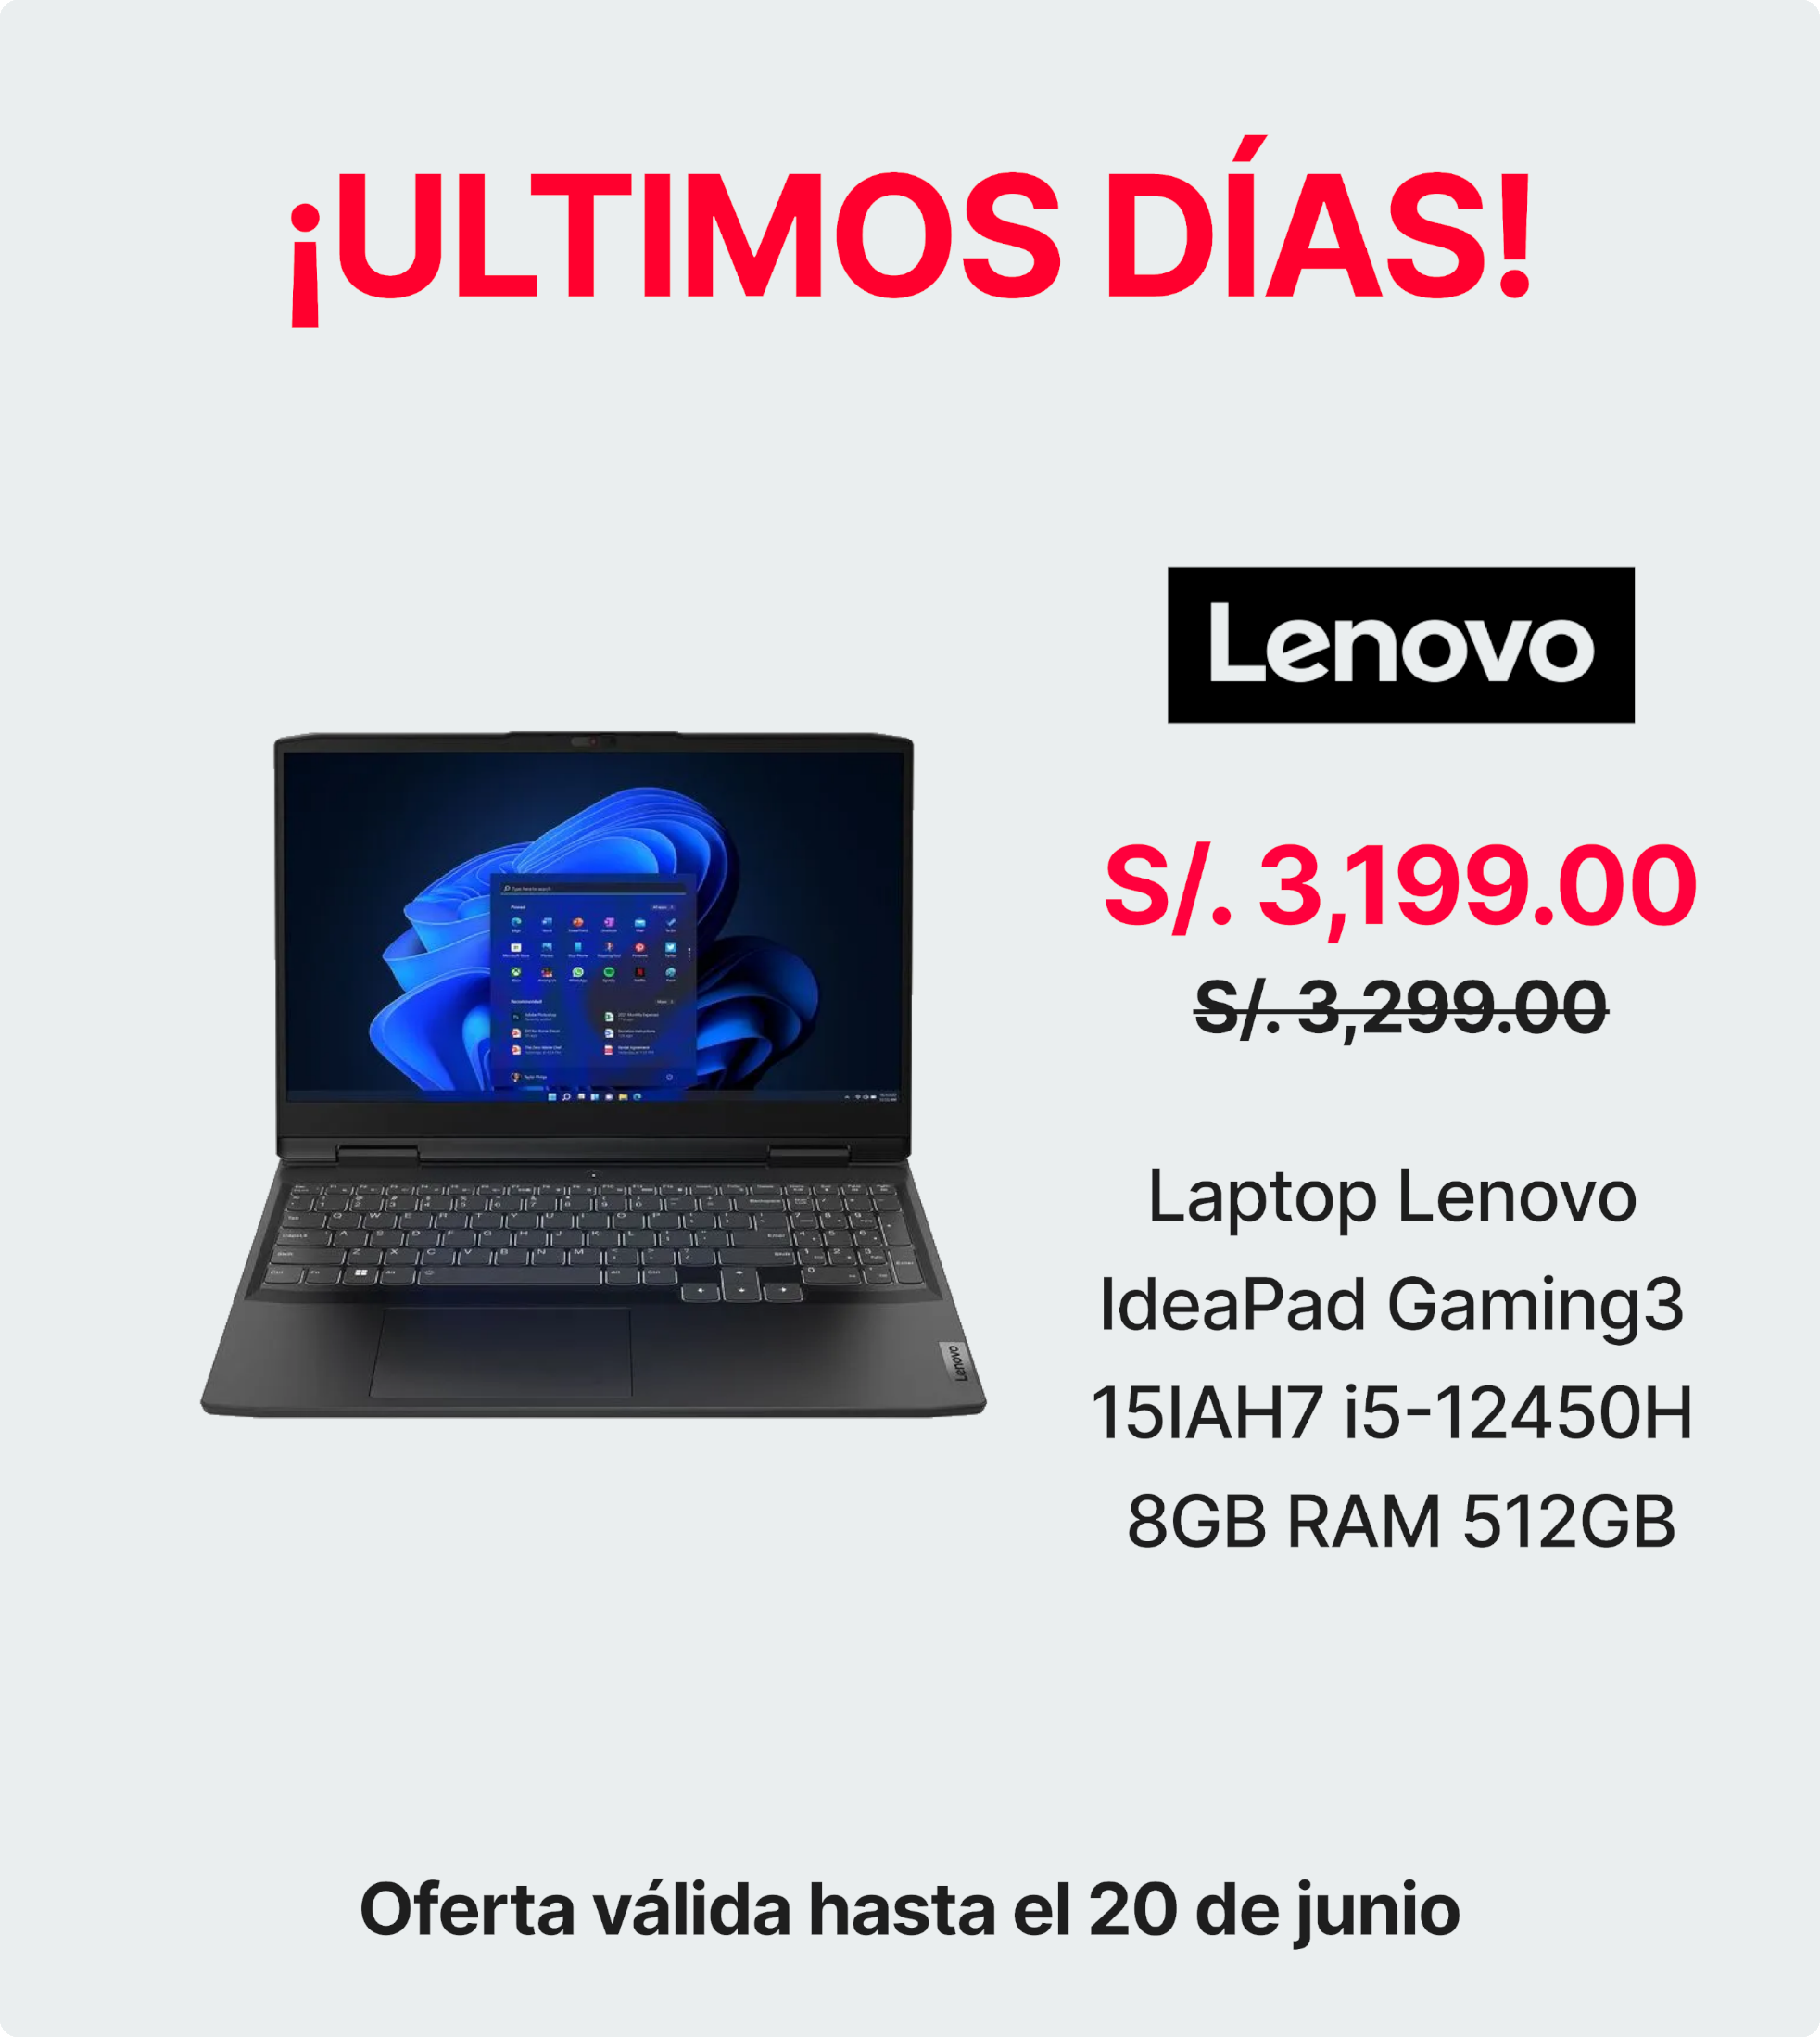 ¡ULTIMOS DÍAS!
Lenovo
S/. 3,199.00
S/. 3,299.00
Laptop Lenovo
IdeaPad Gaming3
15IAH7 i5-12450H
8GB RAM 512GB
Lenovo
Oferta válida hasta el 20 de junio